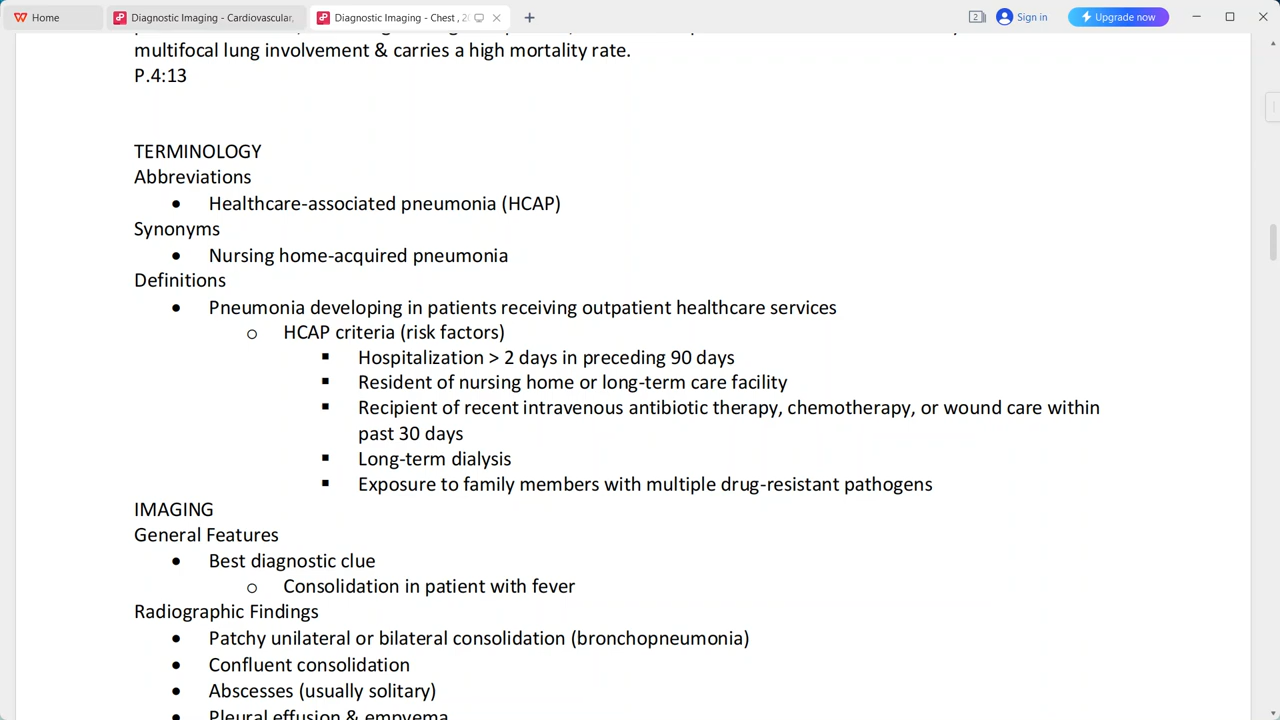 Home
Diagnostic Imaging - Cardiovascular,
Diagnostic Imaging - Chest , 2
2
Sign in
Upgrade now
multifocal lung involvement & carries a high mortality rate.
P.4:13
TERMINOLOGY
Abbreviations
• Healthcare-associated pneumonia (HCAP)
Synonyms
• Nursing home-acquired pneumonia
Definitions
• Pneumonia developing in patients receiving outpatient healthcare services
o HCAP criteria (risk factors)
▪ Hospitalization > 2 days in preceding 90 days
▪ Resident of nursing home or long-term care facility
▪ Recipient of recent intravenous antibiotic therapy, chemotherapy, or wound care within
past 30 days
▪ Long-term dialysis
▪ Exposure to family members with multiple drug-resistant pathogens
IMAGING
General Features
• Best diagnostic clue
o Consolidation in patient with fever
Radiographic Findings
• Patchy unilateral or bilateral consolidation (bronchopneumonia)
• Confluent consolidation
• Abscesses (usually solitary)
• Pleural effusion & empyema